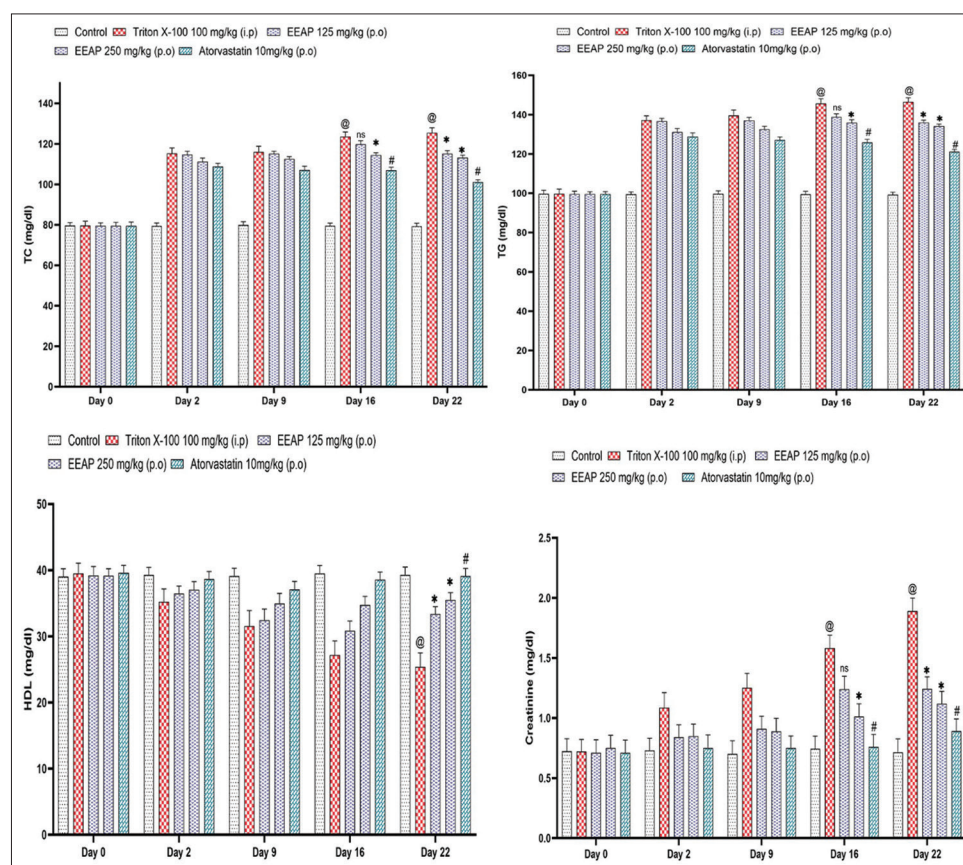 Control Triton X-100 100 mg/kg (i.p) EEAP 125 mg/kg (p.o)
EEAP 250 mg/kg (p.o) Atorvastatin 10mg/kg (p.o)
TC (mg/dl)
140
120
100
80
60
40
20
0
@ ns * #
@ * * #
Day 0 Day 2 Day 9 Day 16 Day 22
Control Triton X-100 100 mg/kg (i.p) EEAP 125 mg/kg (p.o)
EEAP 250 mg/kg (p.o) Atorvastatin 10mg/kg (p.o)
TG (mg/dl)
160
140
120
100
80
60
40
20
0
@ ns * #
@ * * #
Day 0 Day 2 Day 9 Day 16 Day 22
Control Triton X-100 100 mg/kg (i.p) EEAP 125 mg/kg (p.o)
EEAP 250 mg/kg (p.o) Atorvastatin 10mg/kg (p.o)
HDL (mg/dl)
50
40
30
20
10
0
@ * * #
Day 0 Day 2 Day 9 Day 16 Day 22
Control Triton X-100 100 mg/kg (i.p) EEAP 125 mg/kg (p.o)
EEAP 250 mg/kg (p.o) Atorvastatin 10mg/kg (p.o)
Creatinine (mg/dl)
2.5
2.0
1.5
1.0
0.5
0.0
@ ns * #
@ * * #
Day 0 Day 2 Day 9 Day 16 Day 22